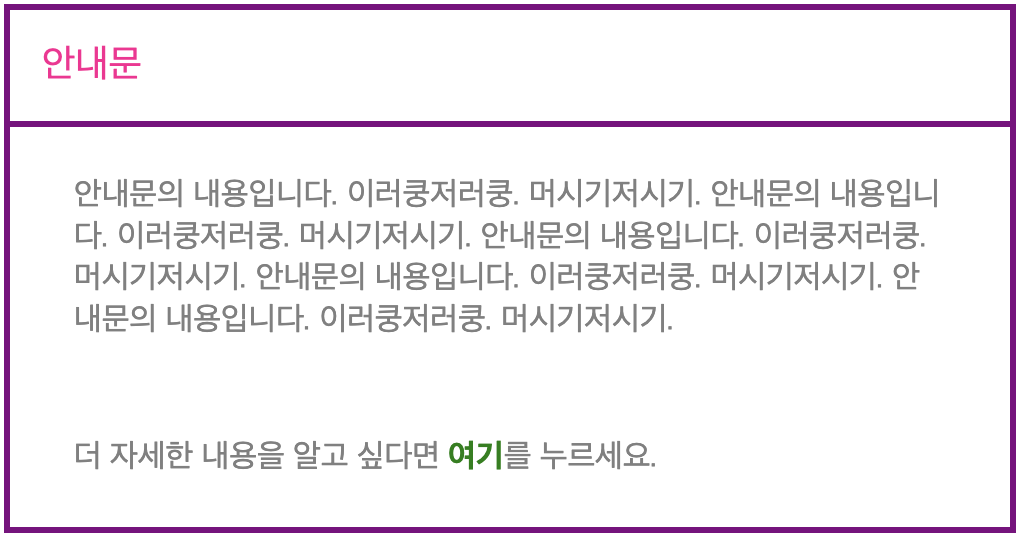 안내문
안내문의 내용입니다. 이러쿵저러쿵. 머시기저시기. 안내문의 내용입니
다. 이러쿵저러쿵. 머시기저시기. 안내문의 내용입니다. 이러쿵저러쿵.
머시기저시기. 안내문의 내용입니다. 이러쿵저러쿵. 머시기저시기. 안
내문의 내용입니다. 이러쿵저러쿵. 머시기저시기.
더 자세한 내용을 알고 싶다면 여기를 누르세요.